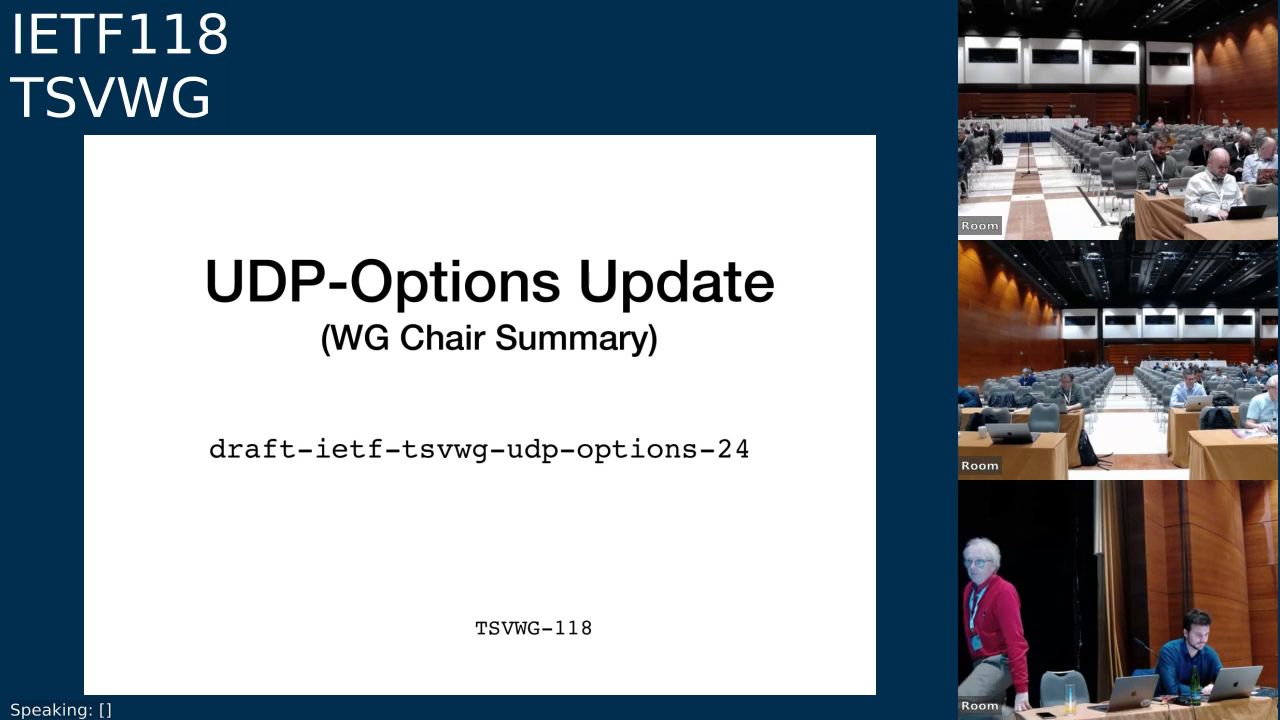 IETF118
TSVWG
UDP-Options Update
(WG Chair Summary)
draft-ietf-tsvwg-udp-options-24
TSVWG-118
Speaking: []
Room
Room
Room